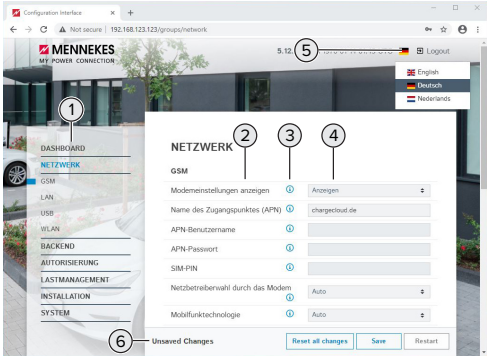 Configuration Interface
Not secure | 192.168.123.123/groups/network
MENNEKES
MY POWER CONNECTION
5.12.
5
Logout
English
Deutsch
Nederlands
1
DASHBOARD
NETZWERK
GSM
LAN
USB
WLAN
BACKEND
AUTORISIERUNG
LASTMANAGEMENT
INSTALLATION
SYSTEM
NETZWERK
2
3
4
GSM
Modemeinstellungen anzeigen
Anzeigen
Name des Zugangspunktes (APN)
chargecloud.de
APN-Benutzername
APN-Passwort
SIM-PIN
Netzbetreiberwahl durch das Modem
Auto
Mobilfunktechnologie
Auto
6
Unsaved Changes
Reset all changes
Save
Restart